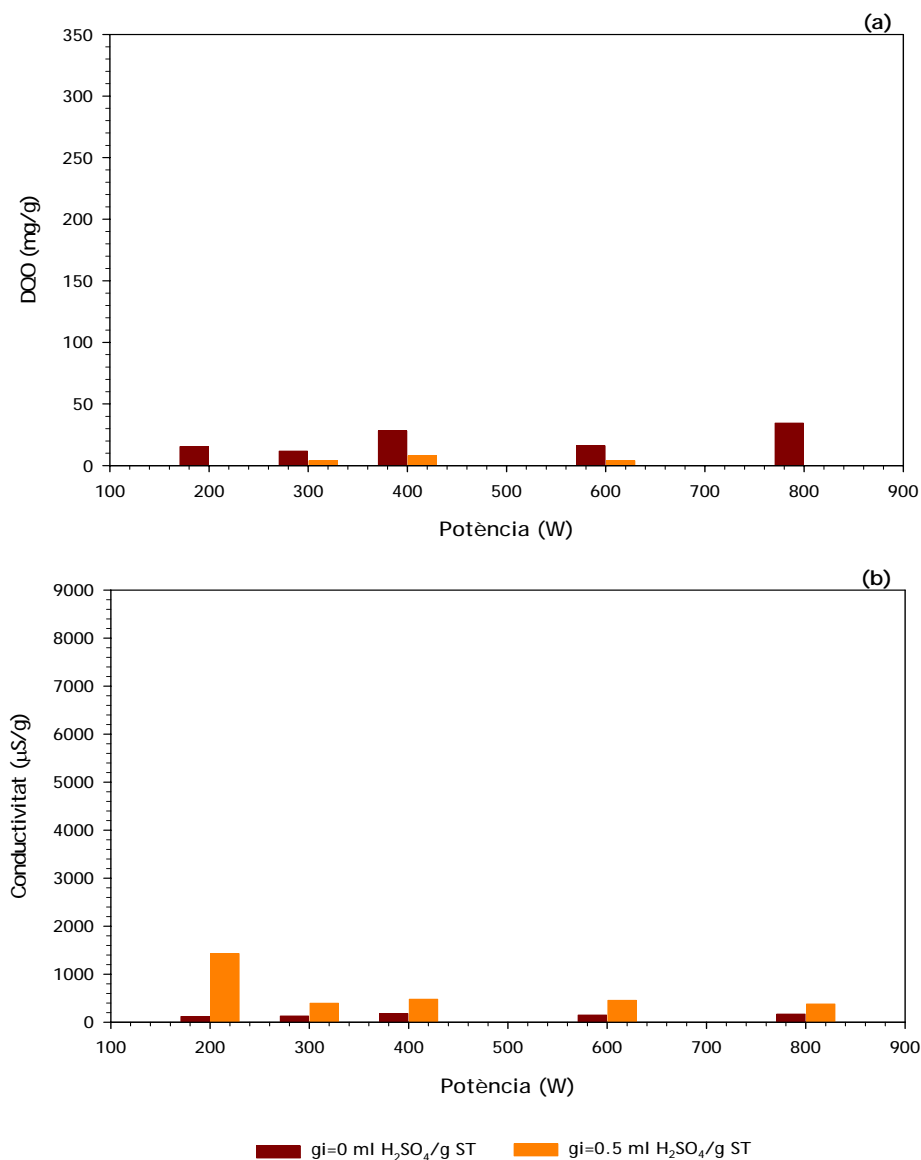 (a)
350
300
250
200
150
100
50
0
DQO (mg/g)
100 200 300 400 500 600 700 800 900
Potència (W)
(b)
9000
8000
7000
6000
5000
4000
3000
2000
1000
0
Conductivitat (µS/g)
100 200 300 400 500 600 700 800 900
Potència (W)
gi=0 ml H₂SO₄/g ST gi=0.5 ml H₂SO₄/g ST